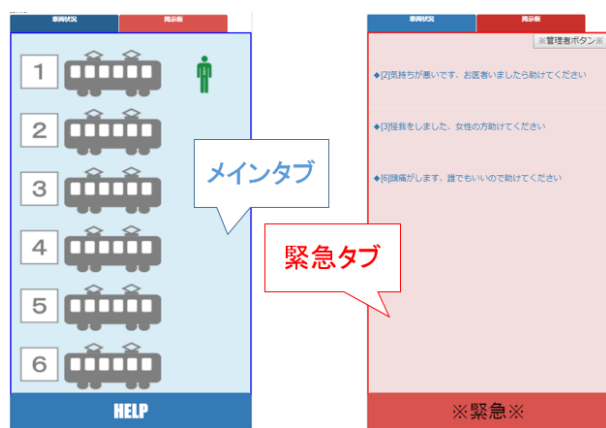 車両状況 掲示板
1
2
3
4
5
6
HELP
メインタブ
緊急タブ
車両状況 掲示板
※管理者ボタン※
◆[2]気持ちが悪いです、お医者いましたら助けてください
◆[3]怪我をしました、女性の方助けてください
◆[6]頭痛がします、誰でもいいので助けてください
※緊急※